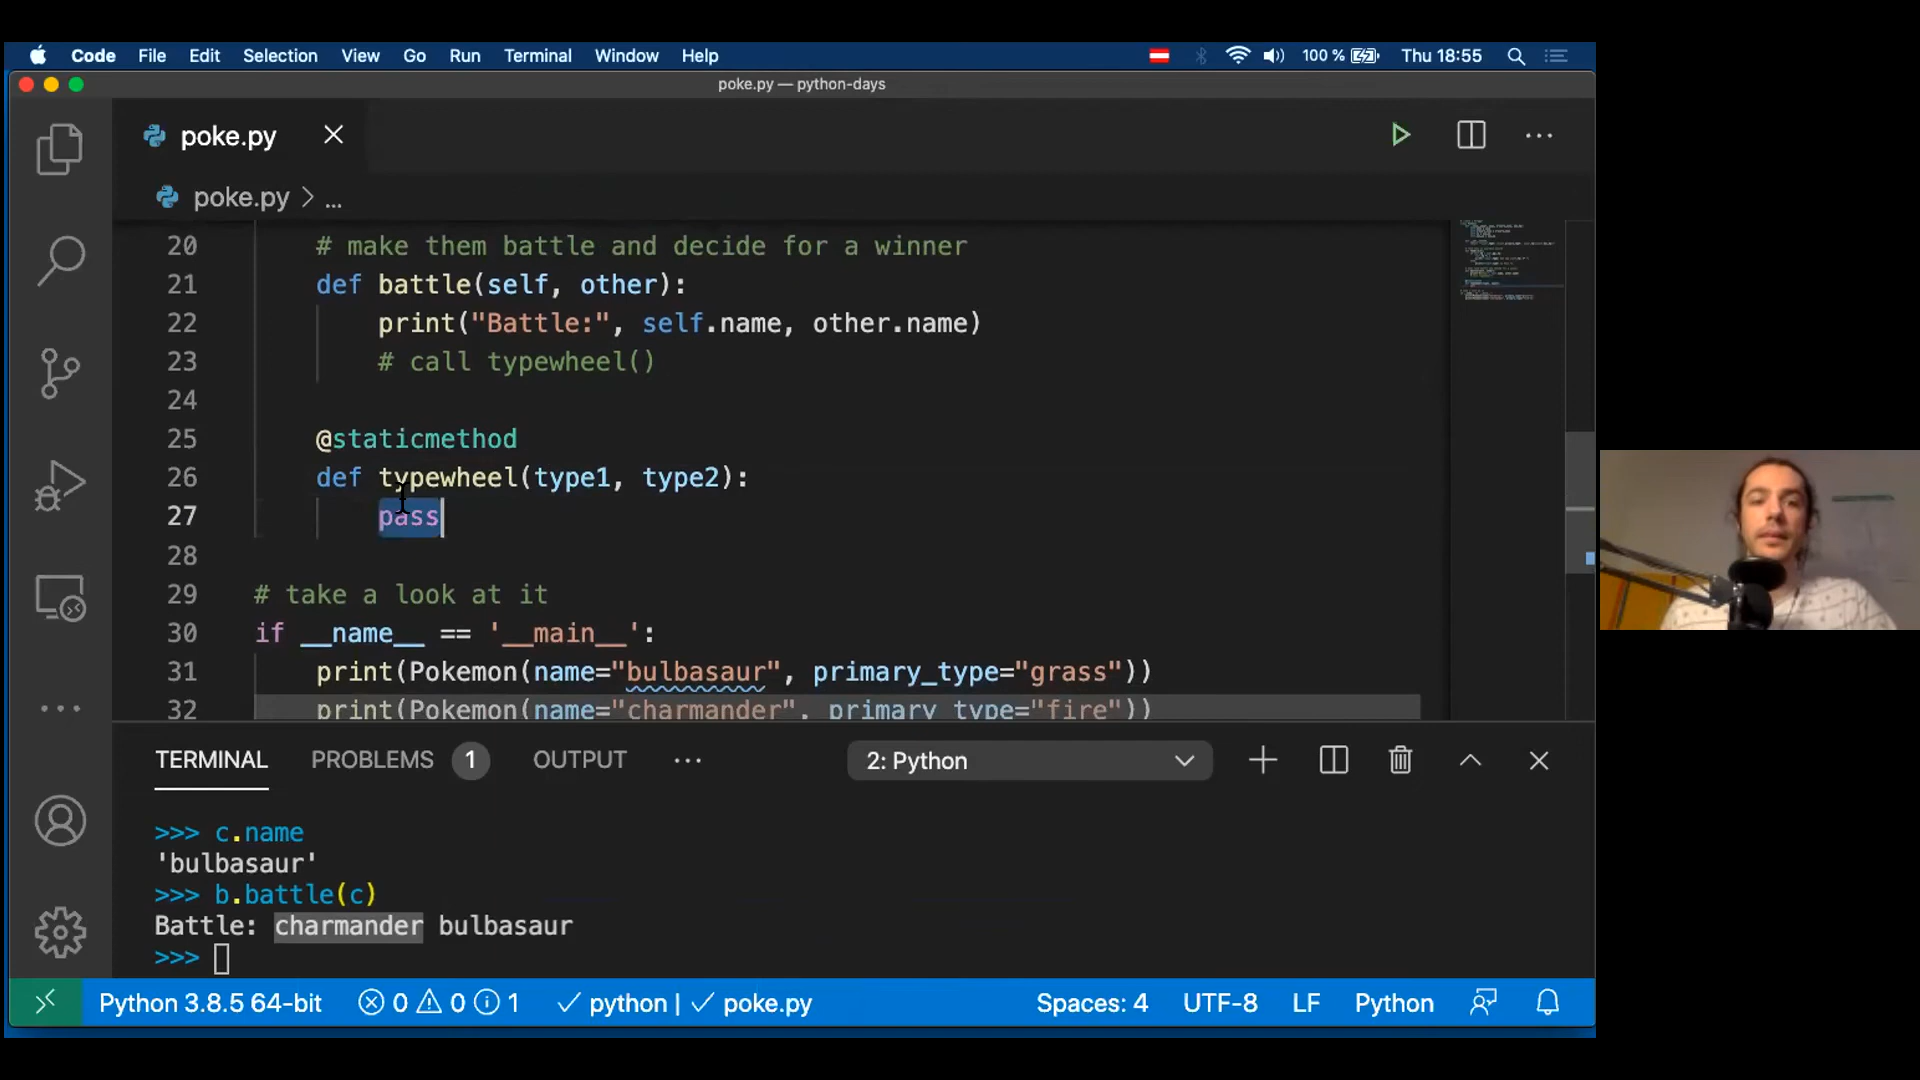 Code File Edit Selection View Go Run Terminal Window Help 100 % Thu 18:55
poke.py — python-days
poke.py
poke.py > ...
20 # make them battle and decide for a winner
21 def battle(self, other):
22 print("Battle:", self.name, other.name)
23 # call typewheel()
24
25 @staticmethod
26 def typewheel(type1, type2):
27 pass
28
29 # take a look at it
30 if __name__ == '__main__':
31 print(Pokemon(name="bulbasaur", primary_type="grass"))
32 print(Pokemon(name="charmander", primary_type="fire"))
TERMINAL PROBLEMS 1 OUTPUT ... 2: Python
>>> c.name
'bulbasaur'
>>> b.battle(c)
Battle: charmander bulbasaur
>>>
Python 3.8.5 64-bit 0 0 1 ✓ python | ✓ poke.py Spaces: 4 UTF-8 LF Python